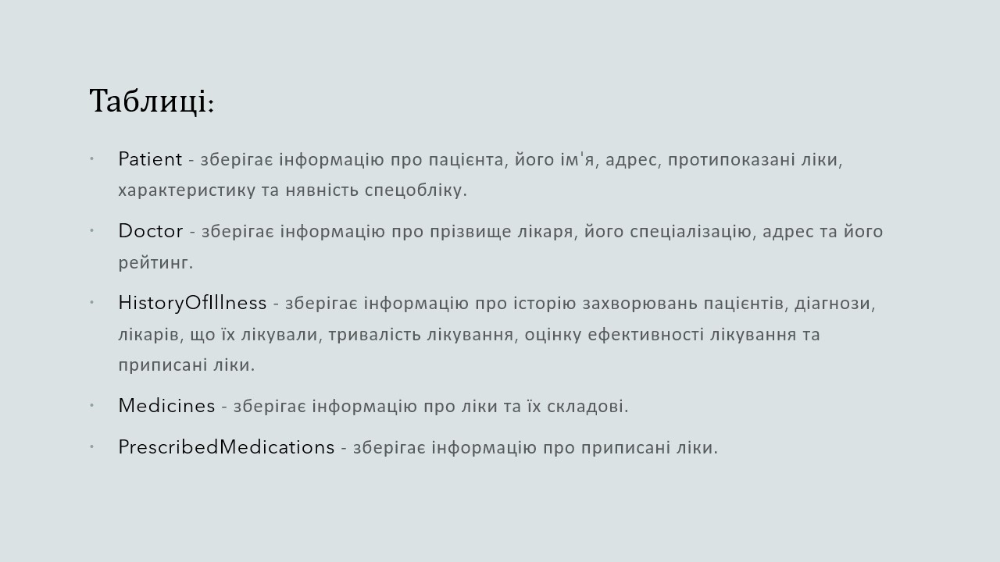 Таблиці:
Patient - зберігає інформацію про пацієнта, його ім'я, адрес, протипоказані ліки,
характеристику та нявність спецобліку.
Doctor - зберігає інформацію про прізвище лікаря, його спеціалізацію, адрес та його
рейтинг.
HistoryOfIllness - зберігає інформацію про історію захворювань пацієнтів, діагнози,
лікарів, що їх лікували, тривалість лікування, оцінку ефективності лікування та
приписані ліки.
Medicines - зберігає інформацію про ліки та їх складові.
PrescribedMedications - зберігає інформацію про приписані ліки.